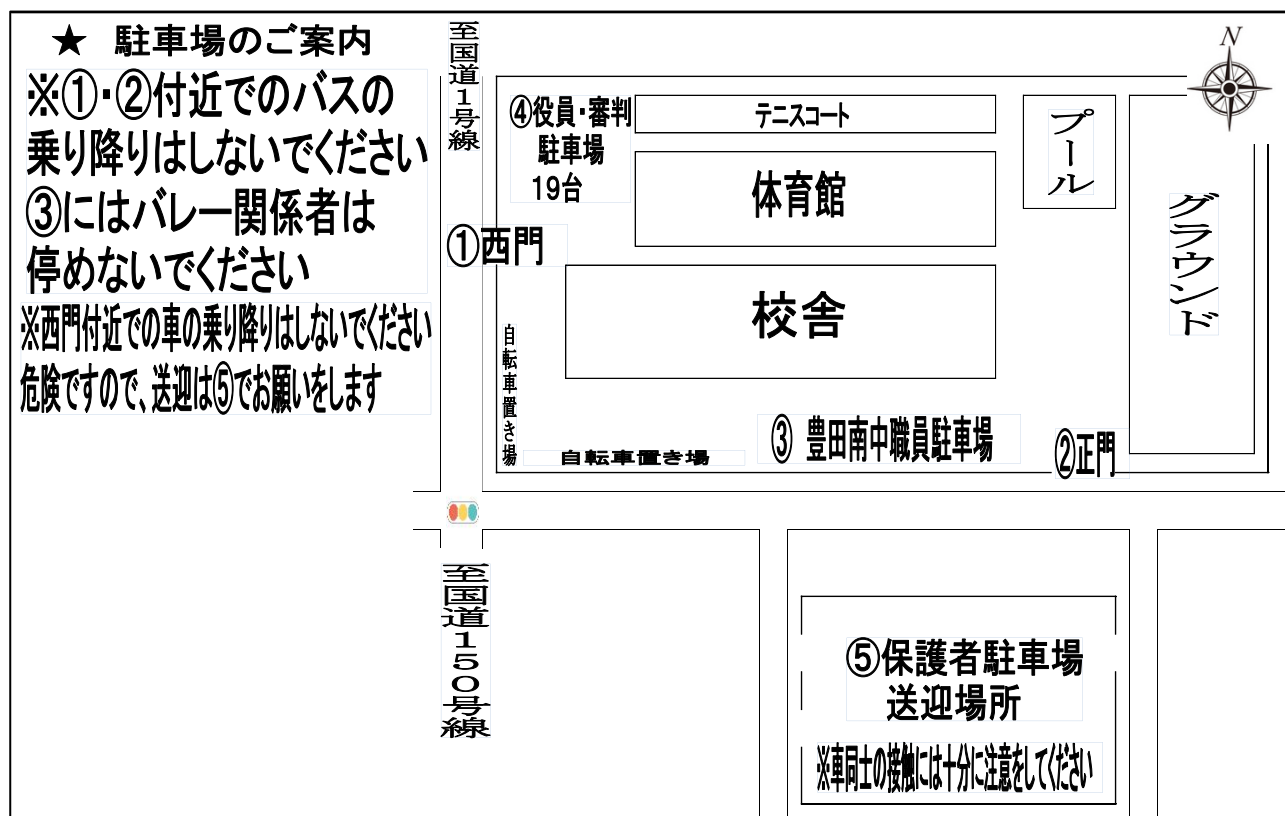 ★ 駐車場のご案内
※①・②付近でのバスの
乗り降りはしないでください
③にはバレー関係者は
停めないでください
※西門付近での車の乗り降りはしないでください
危険ですので、送迎は⑤でお願いをします
至国道1号線
N
④役員・審判
駐車場
19台
テニスコート
プール
体育館
グラウンド
①西門
校舎
自転車置き場
自転車置き場
③ 豊田南中職員駐車場
②正門
至国道150号線
⑤保護者駐車場
送迎場所
※車同士の接触には十分に注意をしてください